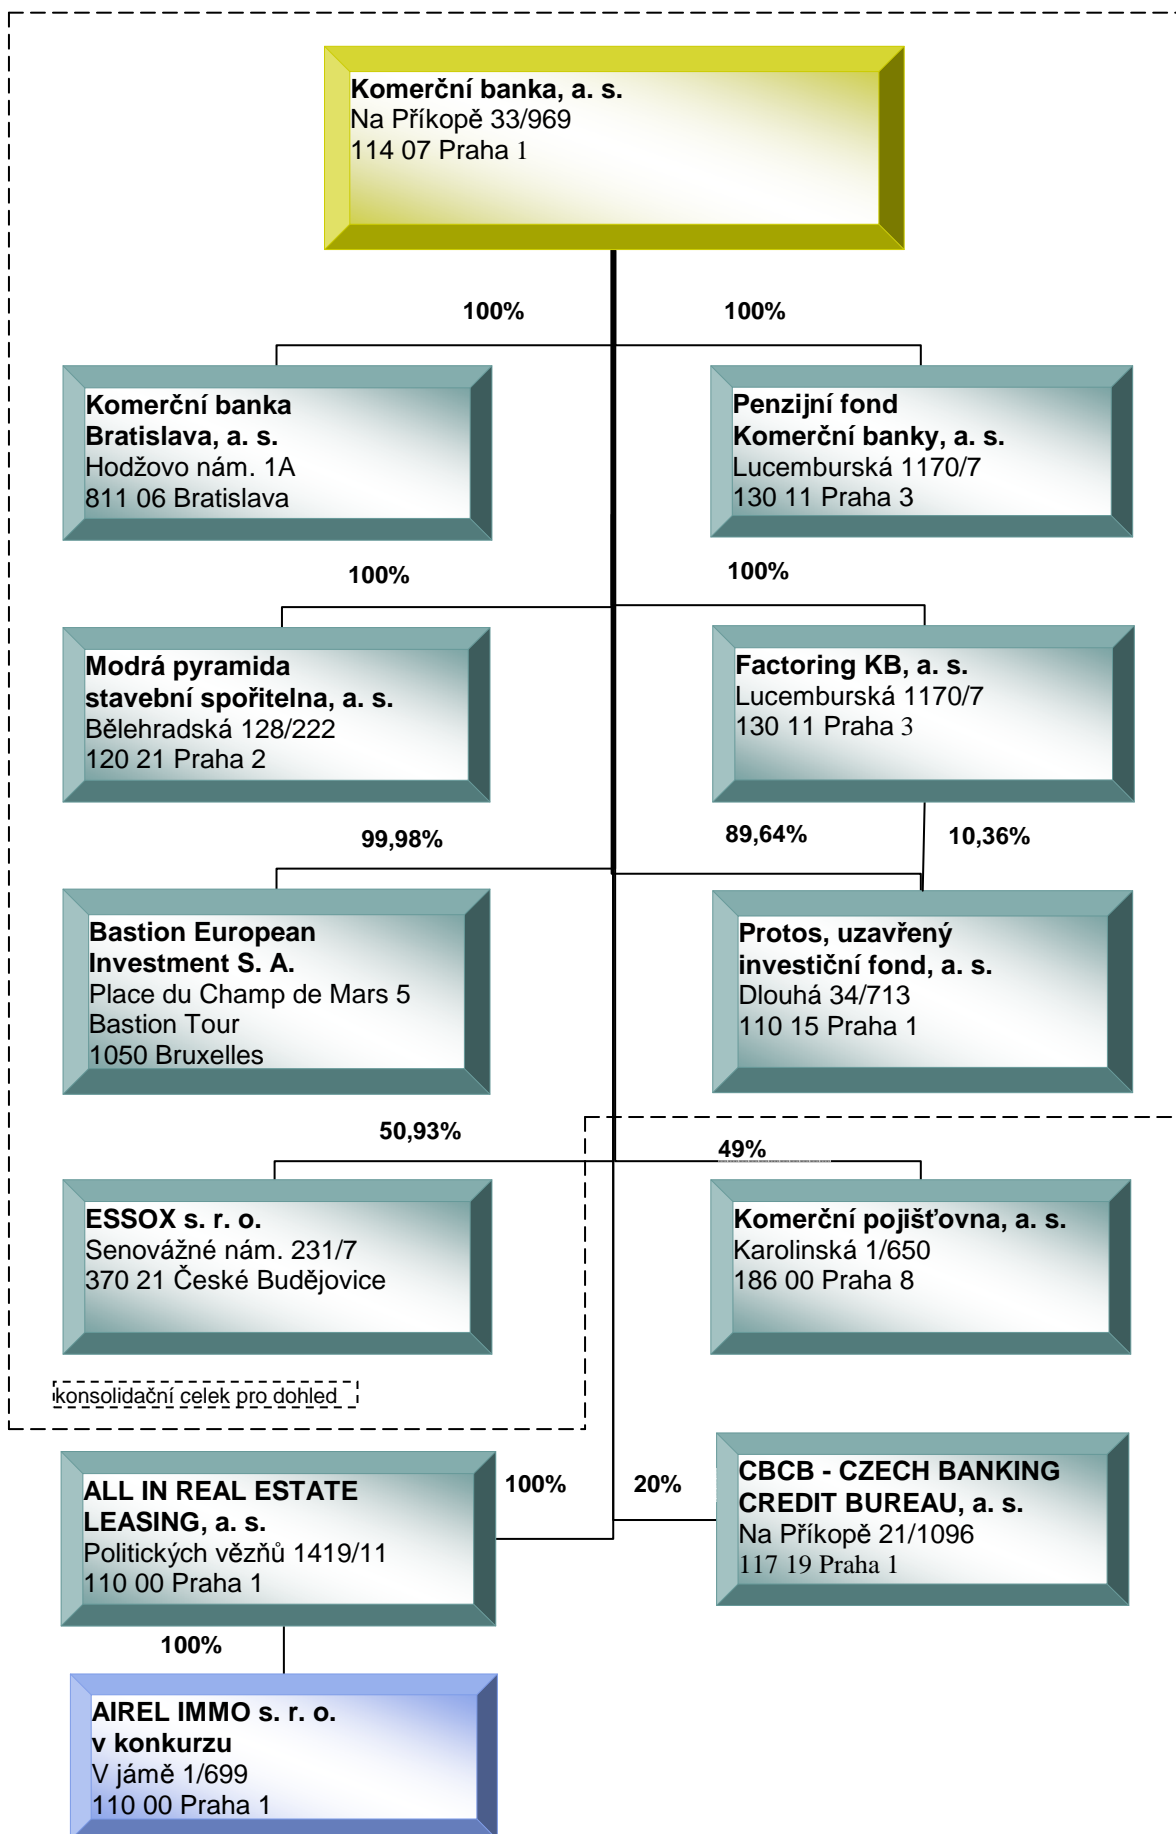 Komerční banka, a. s.
Na Příkopě 33/969
114 07 Praha 1
100%
100%
Komerční banka
Bratislava, a. s.
Hodžovo nám. 1A
811 06 Bratislava
Penzijní fond
Komerční banky, a. s.
Lucemburská 1170/7
130 11 Praha 3
100%
100%
Modrá pyramida
stavební spořitelna, a. s.
Bělehradská 128/222
120 21 Praha 2
Factoring KB, a. s.
Lucemburská 1170/7
130 11 Praha 3
99,98%
89,64%
10,36%
Bastion European
Investment S. A.
Place du Champ de Mars 5
Bastion Tour
1050 Bruxelles
Protos, uzavřený
investiční fond, a. s.
Dlouhá 34/713
110 15 Praha 1
50,93%
49%
ESSOX s. r. o.
Senovážné nám. 231/7
370 21 České Budějovice
Komerční pojišťovna, a. s.
Karolinská 1/650
186 00 Praha 8
konsolidační celek pro dohled
ALL IN REAL ESTATE
LEASING, a. s.
Politických vězňů 1419/11
110 00 Praha 1
100%
20%
CBCB - CZECH BANKING
CREDIT BUREAU, a. s.
Na Příkopě 21/1096
117 19 Praha 1
100%
AIREL IMMO s. r. o.
v konkurzu
V jámě 1/699
110 00 Praha 1